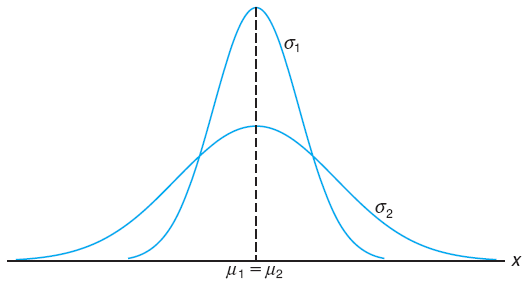 σ₁
σ₂
x
μ₁ = μ₂